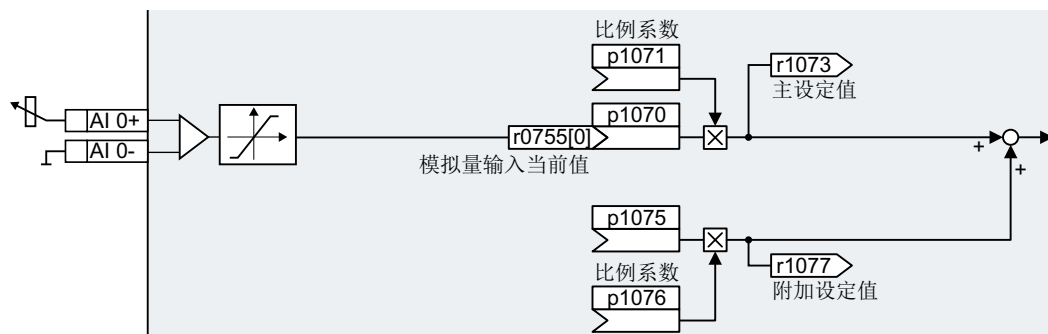 比例系数
p1071
r1073
主设定值
AI 0+
p1070
r0755[0]
AI 0-
模拟量输入当前值
+
+
p1075
r1077
比例系数
附加设定值
p1076